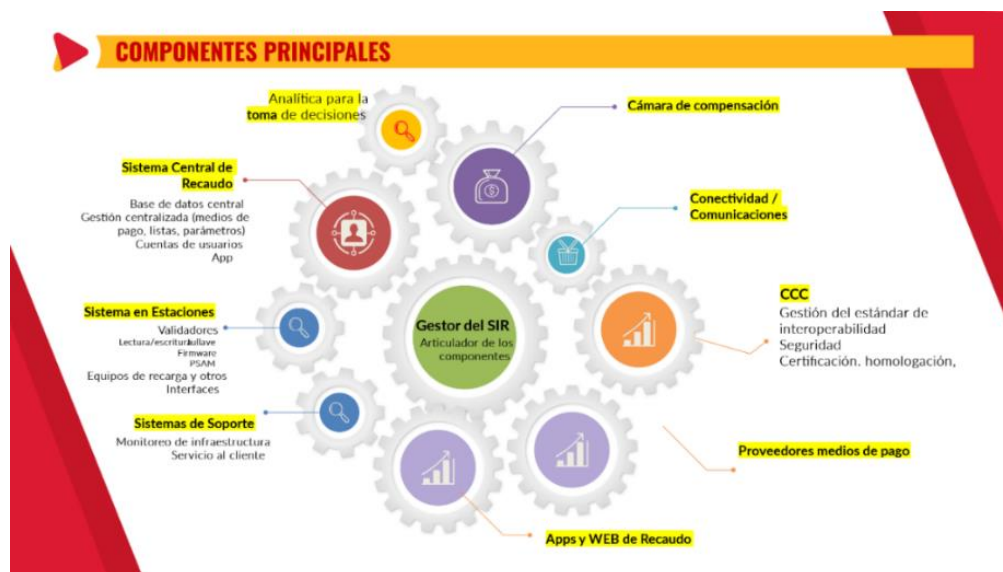 COMPONENTES PRINCIPALES
Analítica para la
toma de decisiones
Cámara de compensación
Sistema Central de
Recaudo
Base de datos central
Gestión centralizada (medios de
pago, listas, parámetros)
Cuentas de usuarios
App
Conectividad /
Comunicaciones
Sistema en Estaciones
Validadores
Firmware
PSAM
Equipos de recarga y otros
Interfaces
Gestor del SIR
Articulador de los
componentes
CCC
Gestión del estándar de
interoperabilidad
Seguridad
Certificación. homologación,
Sistemas de Soporte
Monitoreo de infraestructura
Servicio al cliente
Proveedores medios de pago
Apps y WEB de Recaudo